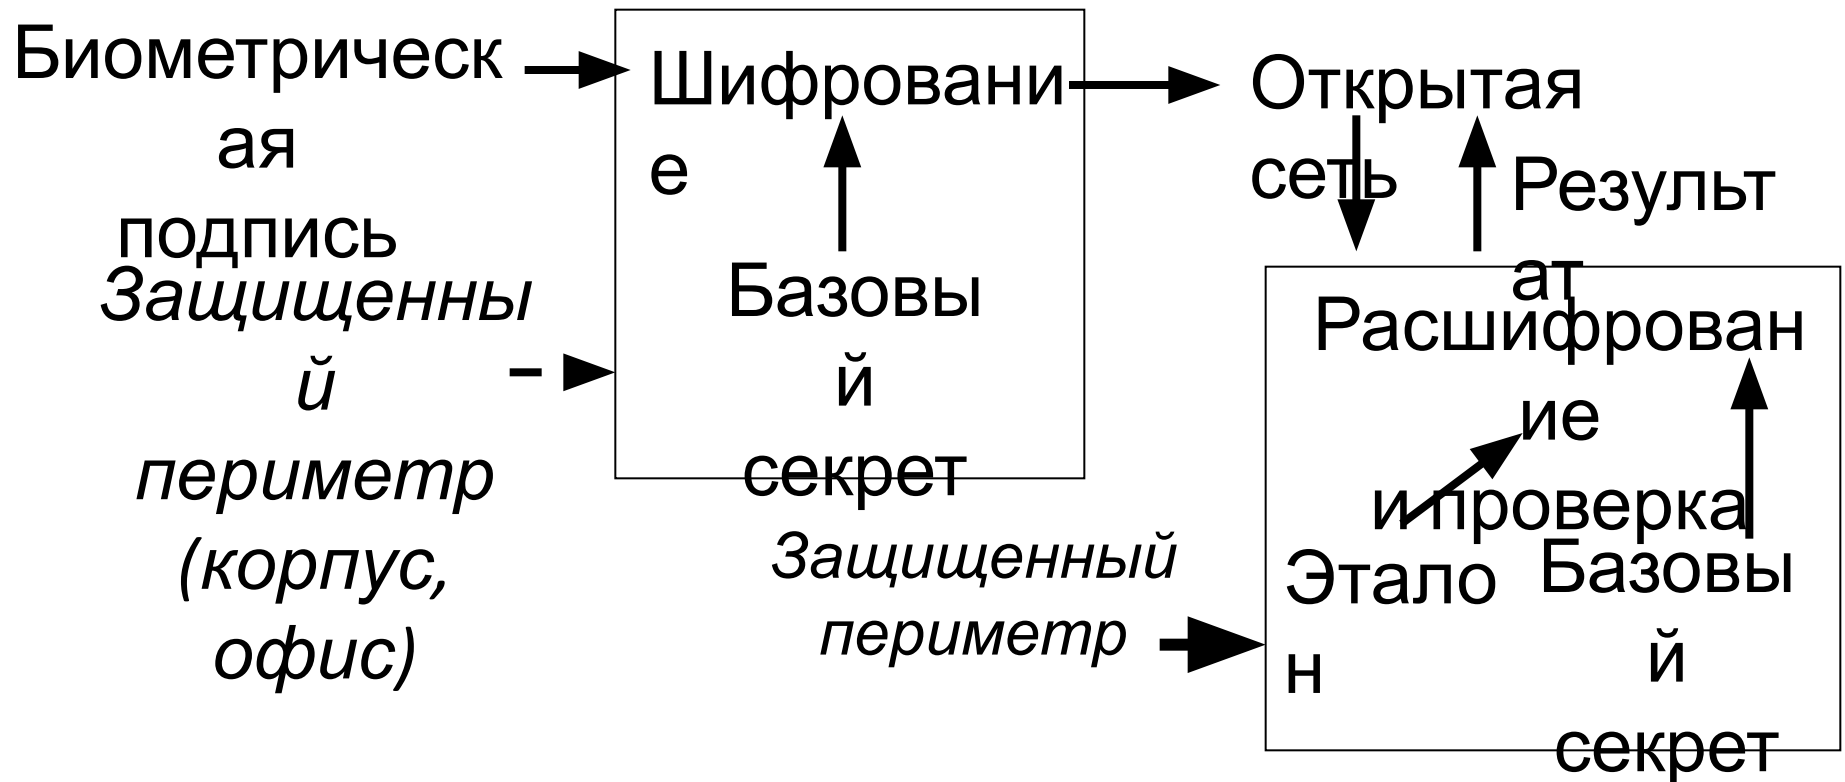 Биометрическ
ая
подпись
Защищенны
й
периметр
(корпус,
офис)
Шифровани
е
Базовы
й
секрет
Открытая
сеть
Результ
ат
Защищенный
периметр
Расшифрован
ие
и проверка
Этало
н
Базовы
й
секрет